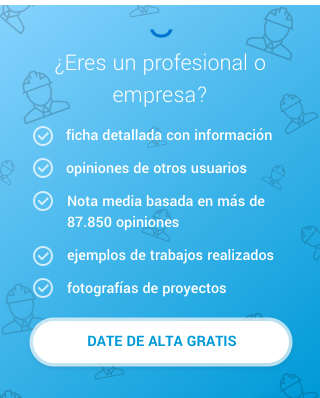 ¿Eres un profesional o
empresa?
ficha detallada con información
opiniones de otros usuarios
Nota media basada en más de
87.850 opiniones
ejemplos de trabajos realizados
fotografías de proyectos
DATE DE ALTA GRATIS